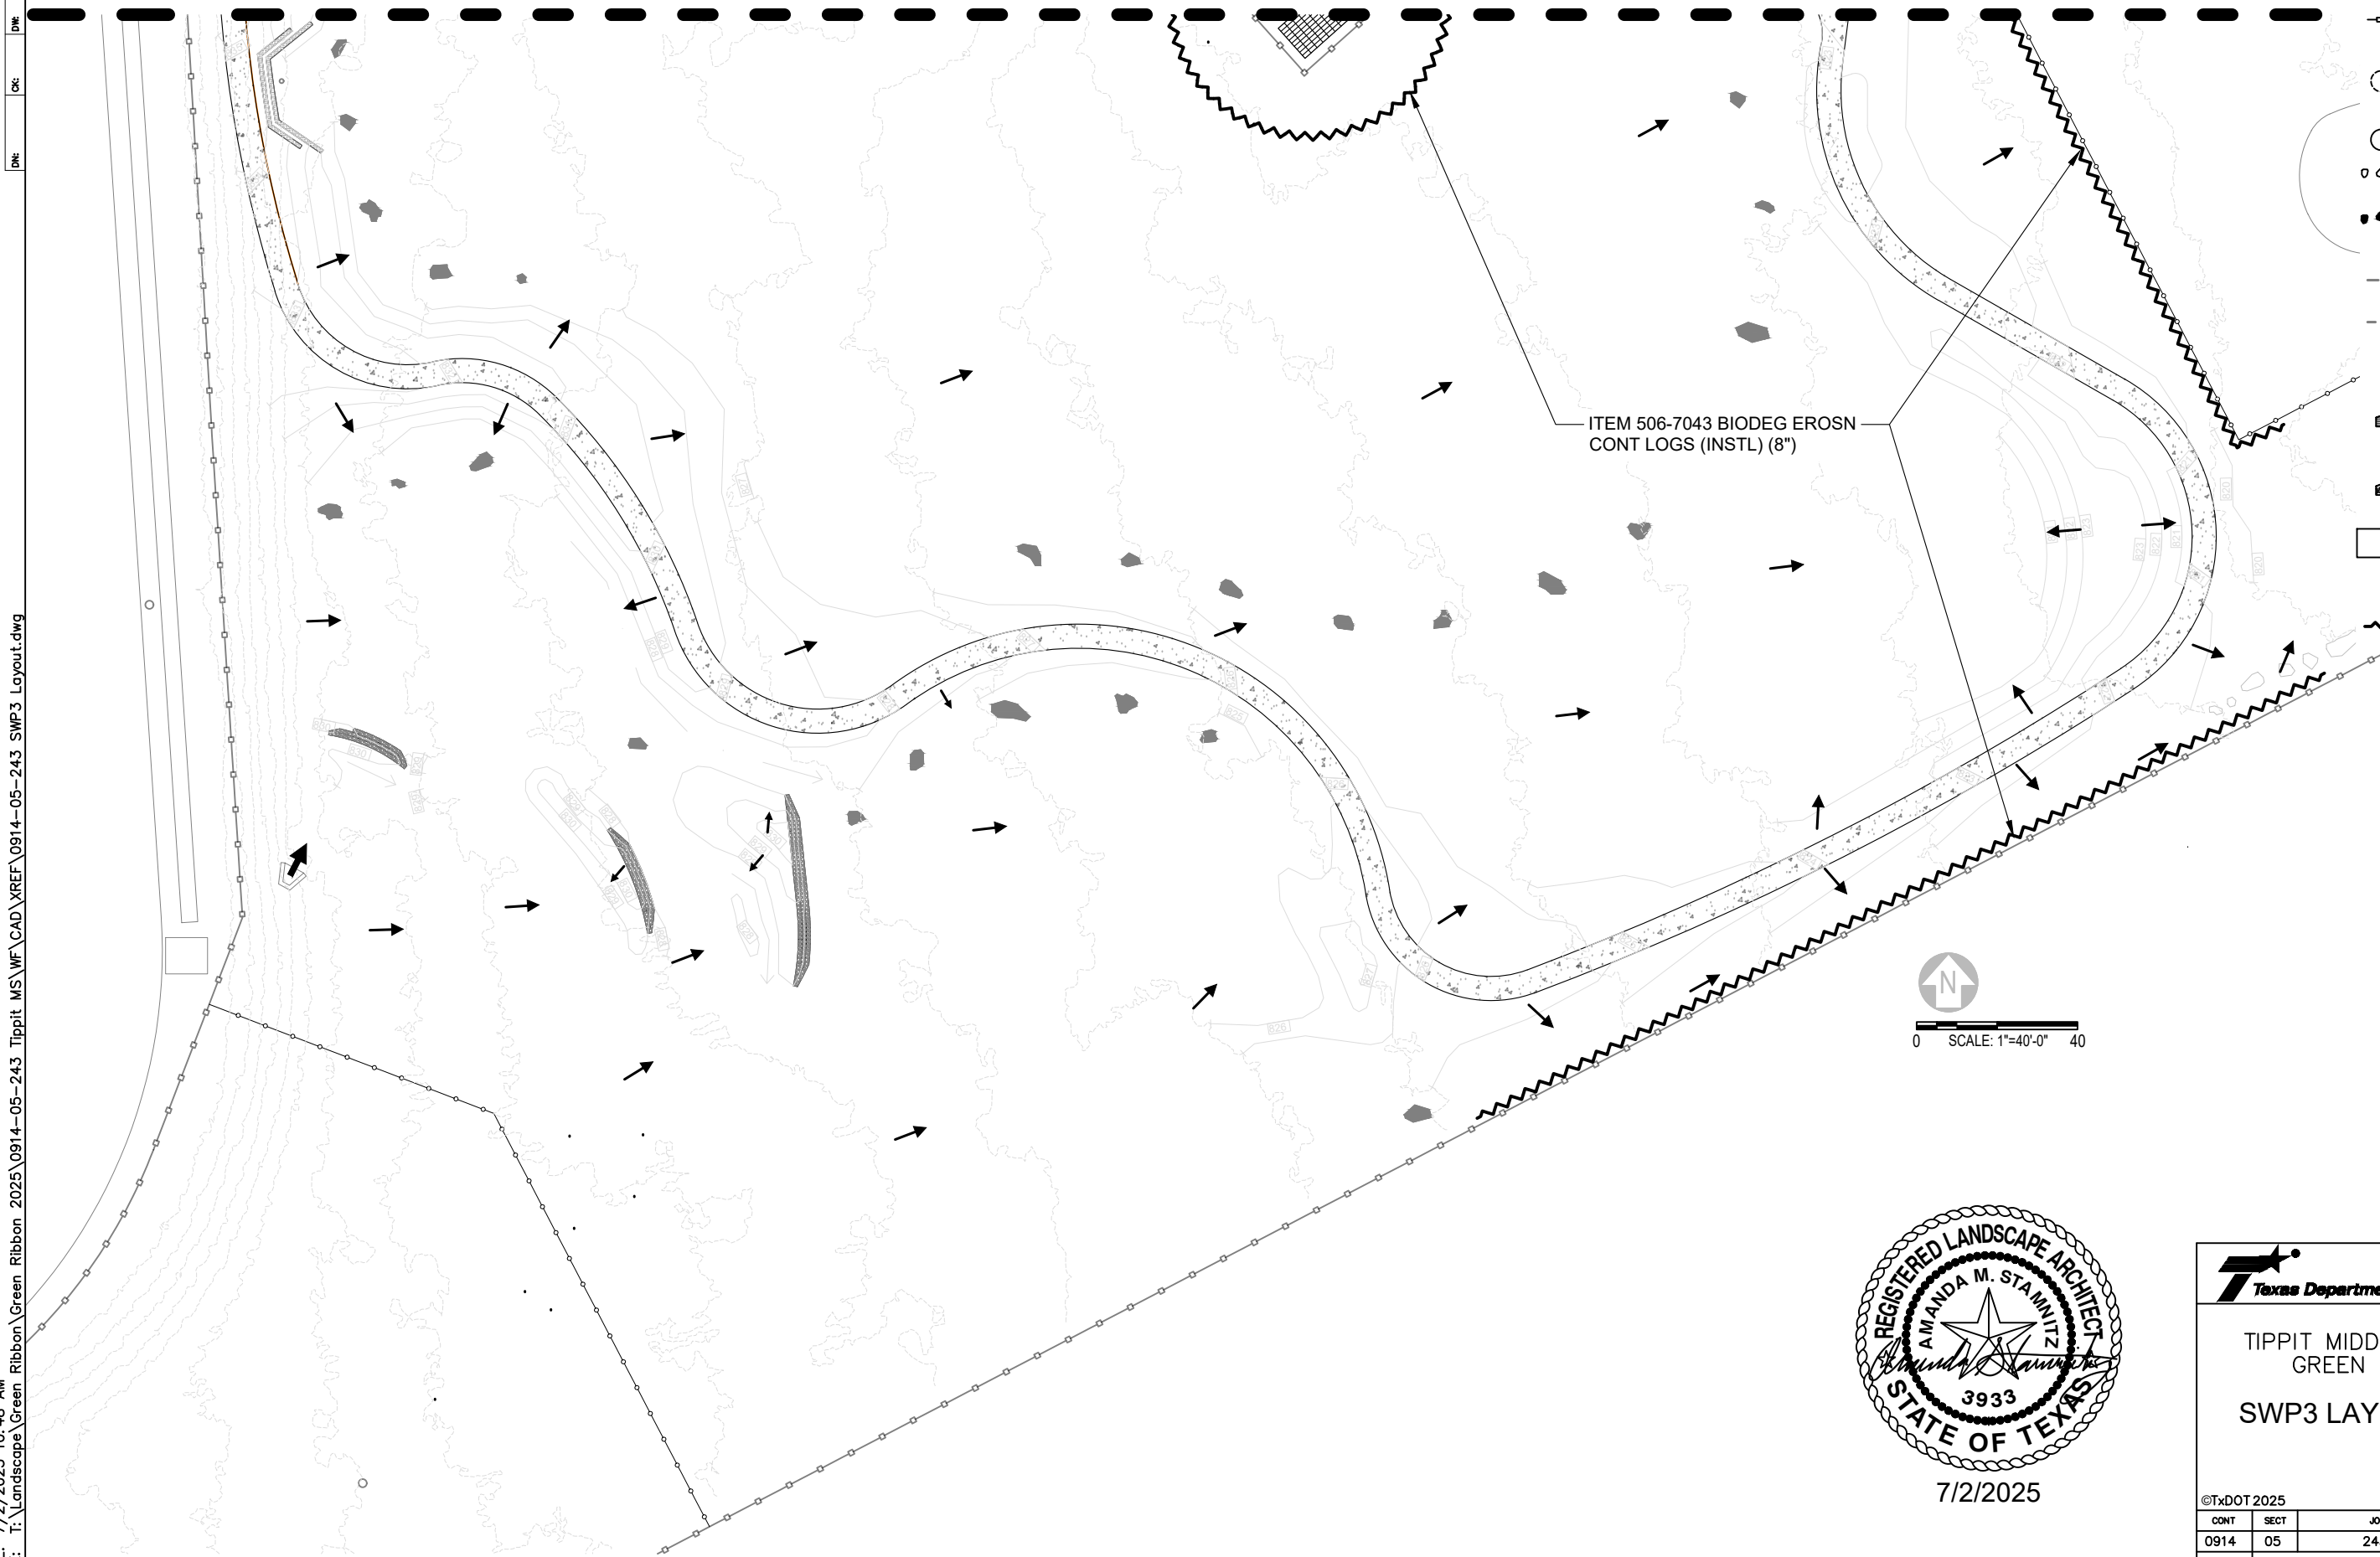 DW:
CK:
DN:
T:\Landscape\Green Ribbon\Green Ribbon 2025\0914-05-243 Tippit MS\WF\CAD\XREF\0914-05-243 SWP3 Layout.dwg
ITEM 506-7043 BIODEG EROSN
CONT LOGS (INSTL) (8")
N
0 SCALE: 1"=40'-0" 40
REGISTERED LANDSCAPE ARCHITECT
AMANDA M. STAMNITZ
3933
STATE OF TEXAS
7/2/2025
Texas Departme
TIPPIT MIDD
GREEN
SWP3 LAY
©TxDOT 2025
CONT SECT JO
0914 05 24